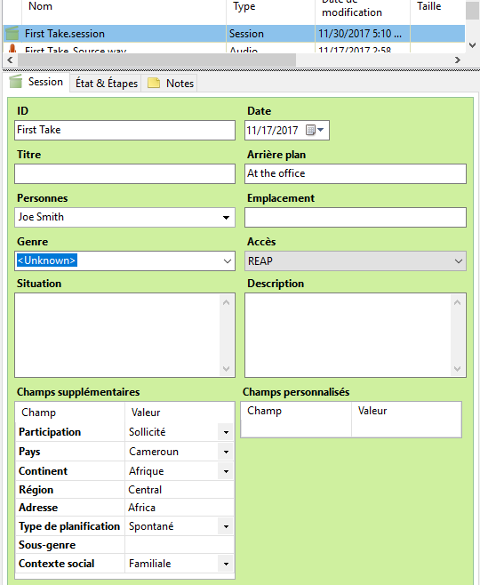 Nom Type Date de modification Taille
First Take.session Session 11/30/2017 5:10 ...
First Take_Source.wav Audio 11/17/2017 2:58
Session État & Étapes Notes
ID Date
First Take 11/17/2017
Titre Arrière plan
At the office
Personnes Emplacement
Joe Smith
Genre Accès
<Unknown> REAP
Situation Description
Champs supplémentaires Champs personnalisés
Champ Valeur Champ Valeur
Participation Sollicité
Pays Cameroun
Continent Afrique
Région Central
Adresse Africa
Type de planification Spontané
Sous-genre
Contexte social Familiale